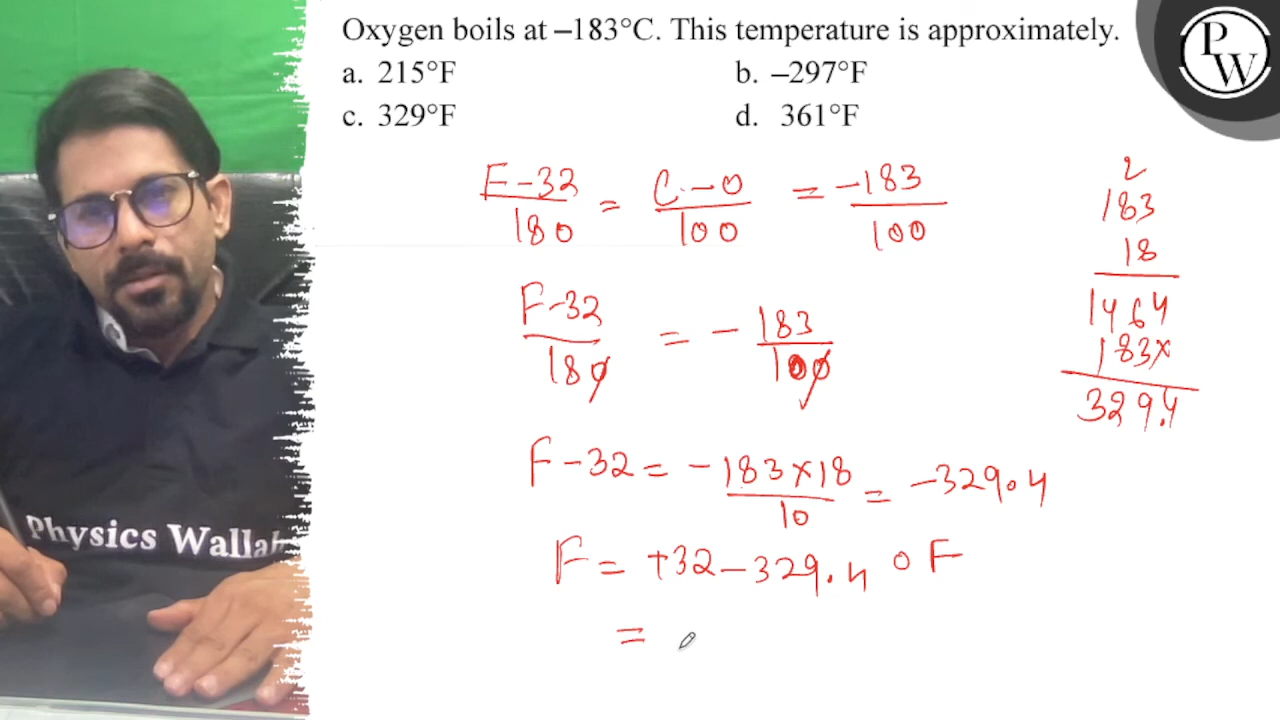 Oxygen boils at –183°C. This temperature is approximately.
a. 215°F b. –297°F
c. 329°F d. 361°F
PW
F-32/180 = C-0/100 = -183/100
F-32/180 = -183/100
F-32 = -183×18/10 = -329.4
F = +32-329.4 °F
=
2
183
18
1464
183×
329.4
Physics Wallah